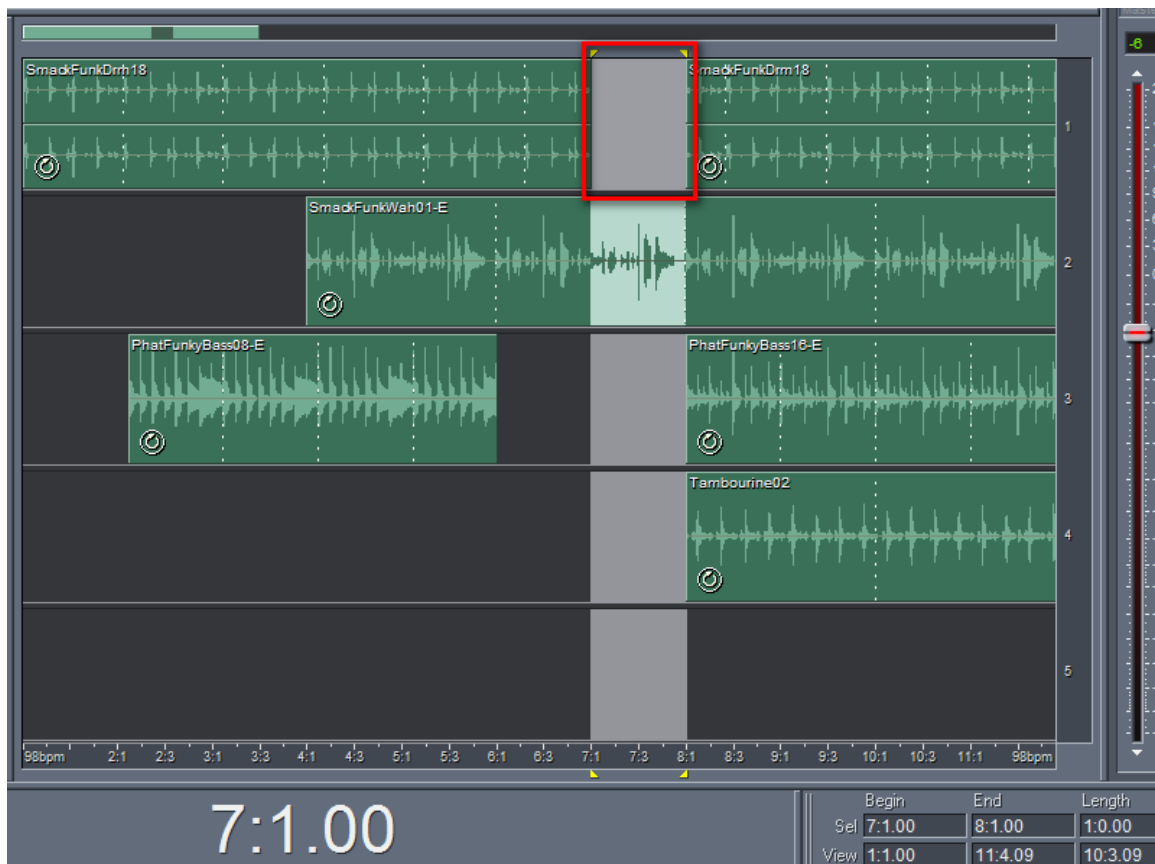 -6
SmackFunkDrm18 SmackFunkDrm18
1
SmackFunkWah01-E
2
PhatFunkyBass08-E PhatFunkyBass16-E
3
Tambourine02
4
5
98bpm 2:1 2:3 3:1 3:3 4:1 4:3 5:1 5:3 6:1 6:3 7:1 7:3 8:1 8:3 9:1 9:3 10:1 10:3 11:1 98bpm
7:1.00
Begin End Length
Sel 7:1.00 8:1.00 1:0.00
View 1:1.00 11:4.09 10:3.09